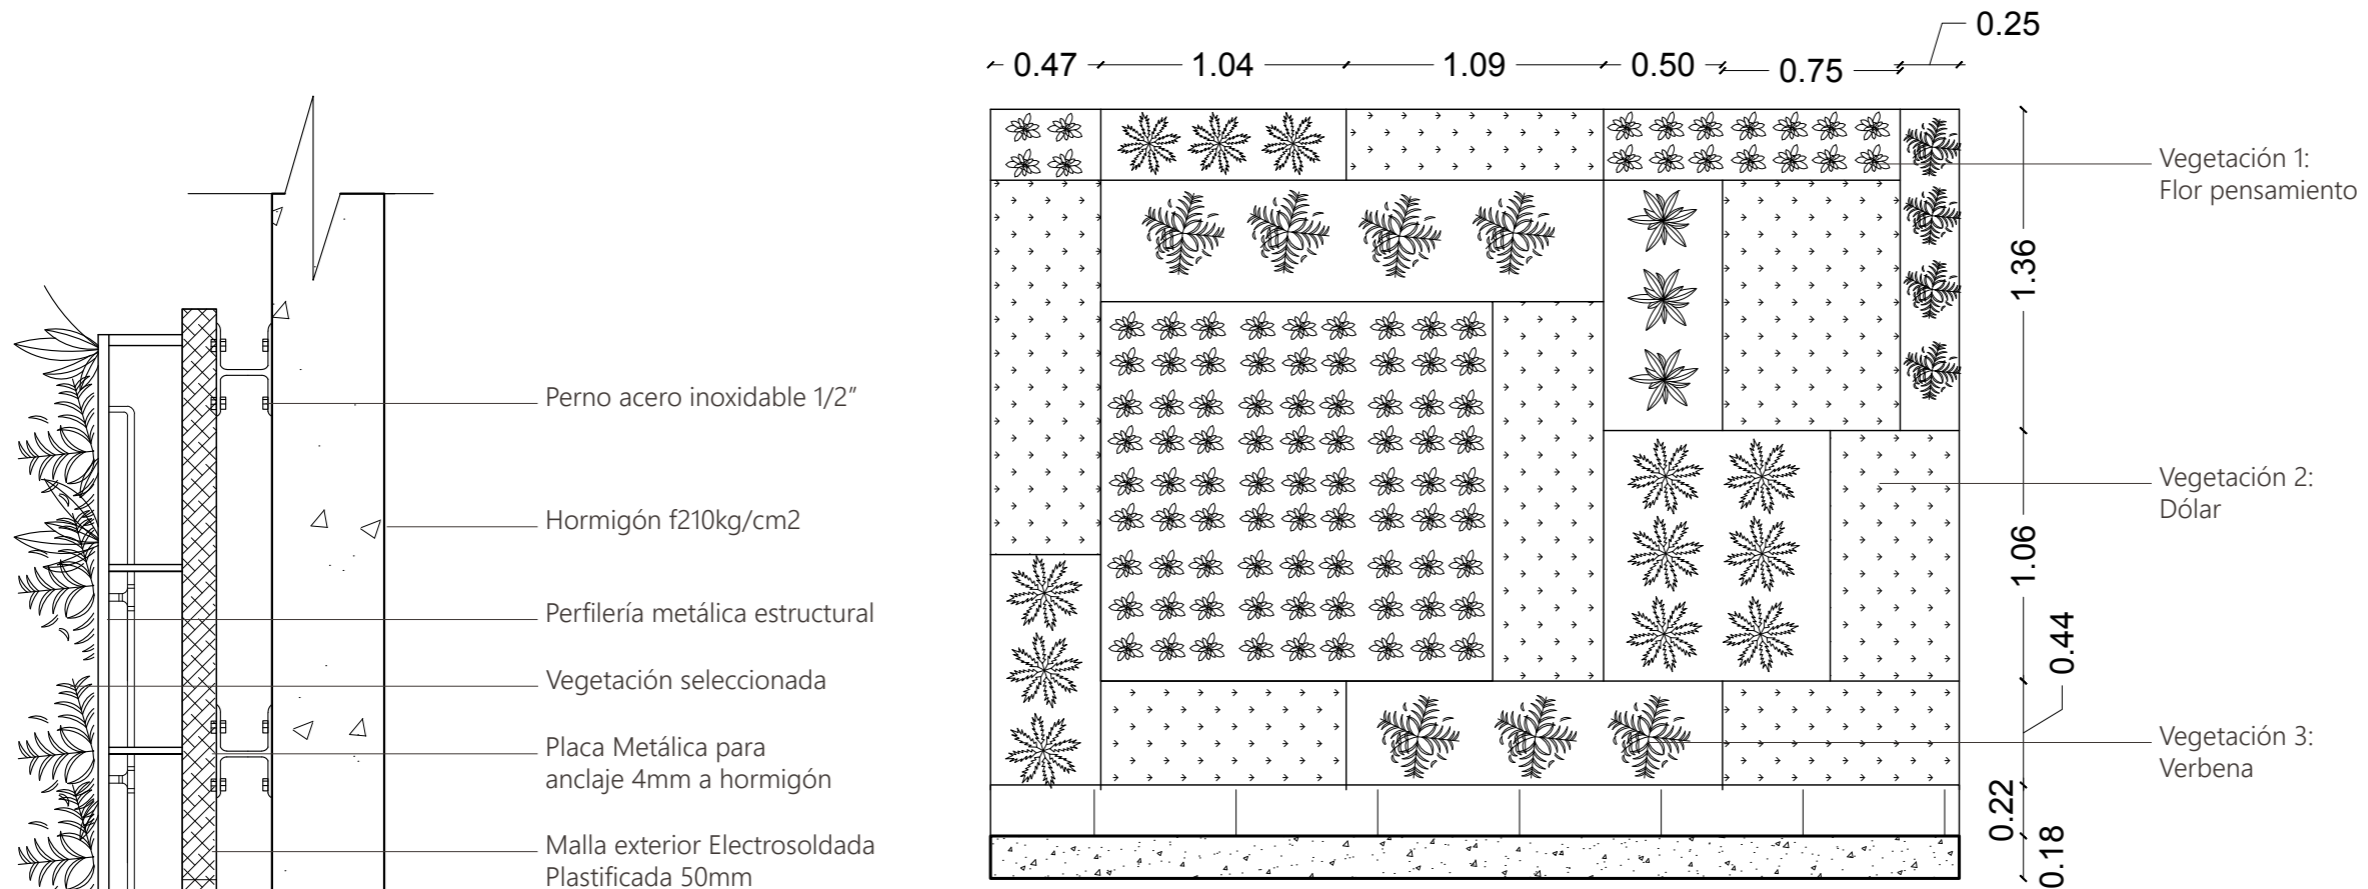 0.25
0.47
1.04
1.09
0.50
0.75
Vegetación 1:
Flor pensamiento
1.36
Perno acero inoxidable 1/2"
Hormigón f210kg/cm2
Vegetación 2:
Dólar
1.06
Perfilería metálica estructural
0.44
Vegetación seleccionada
Placa Metálica para
anclaje 4mm a hormigón
Vegetación 3:
Verbena
0.22
0.18
Malla exterior Electrosoldada
Plastificada 50mm